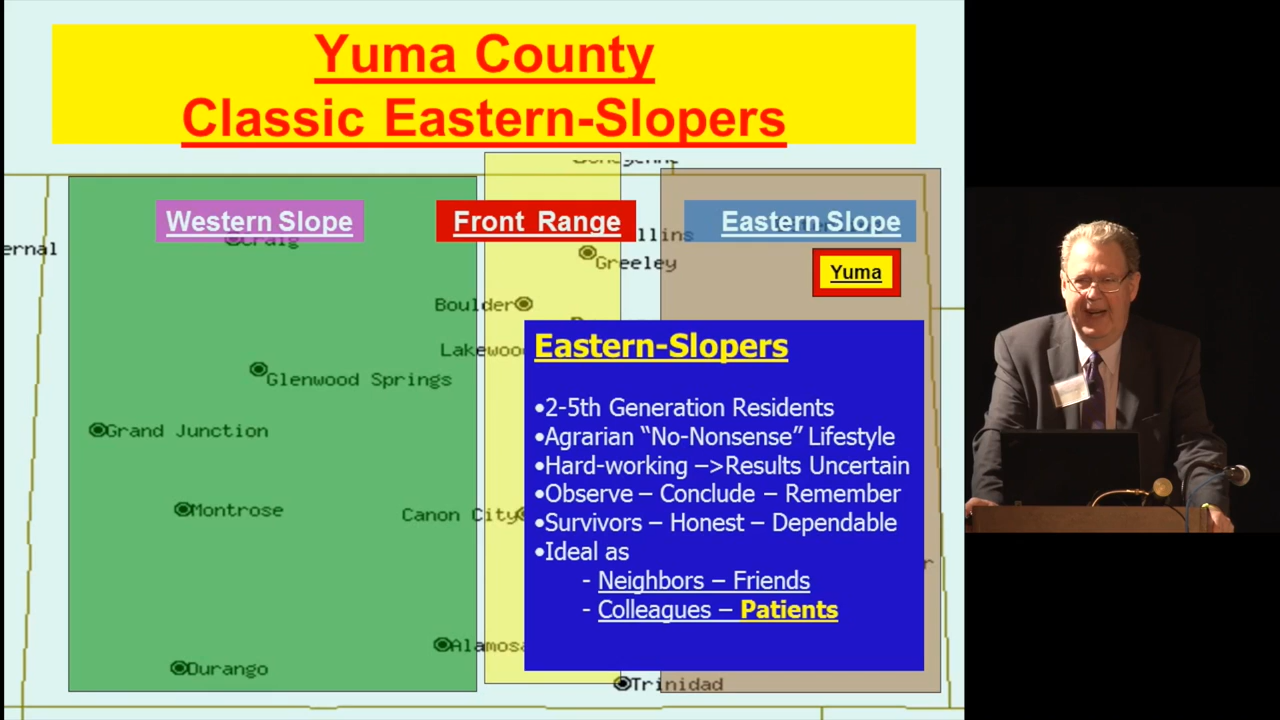 Yuma County
Classic Eastern-Slopers
Western Slope
Front Range
Eastern Slope
ernal
Craig
llins
Greeley
Yuma
Boulder
Lakewoo
Glenwood Springs
Grand Junction
Montrose
Canon City
Alamosa
Durango
Trinidad
Eastern-Slopers
•2-5th Generation Residents
•Agrarian “No-Nonsense” Lifestyle
•Hard-working –>Results Uncertain
•Observe – Conclude – Remember
•Survivors – Honest – Dependable
•Ideal as
- Neighbors – Friends
- Colleagues – Patients